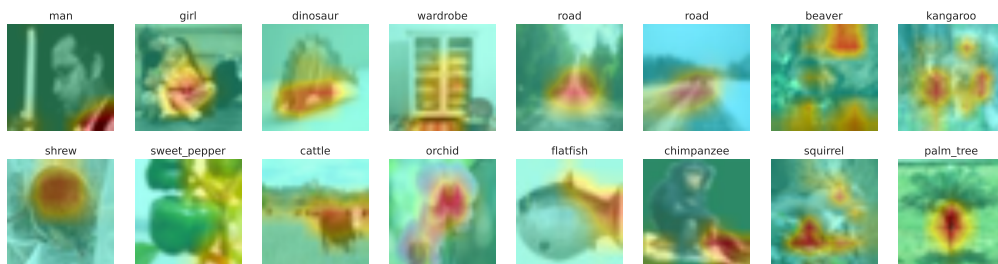 man girl dinosaur wardrobe road road beaver kangaroo
shrew sweet_pepper cattle orchid flatfish chimpanzee squirrel palm_tree